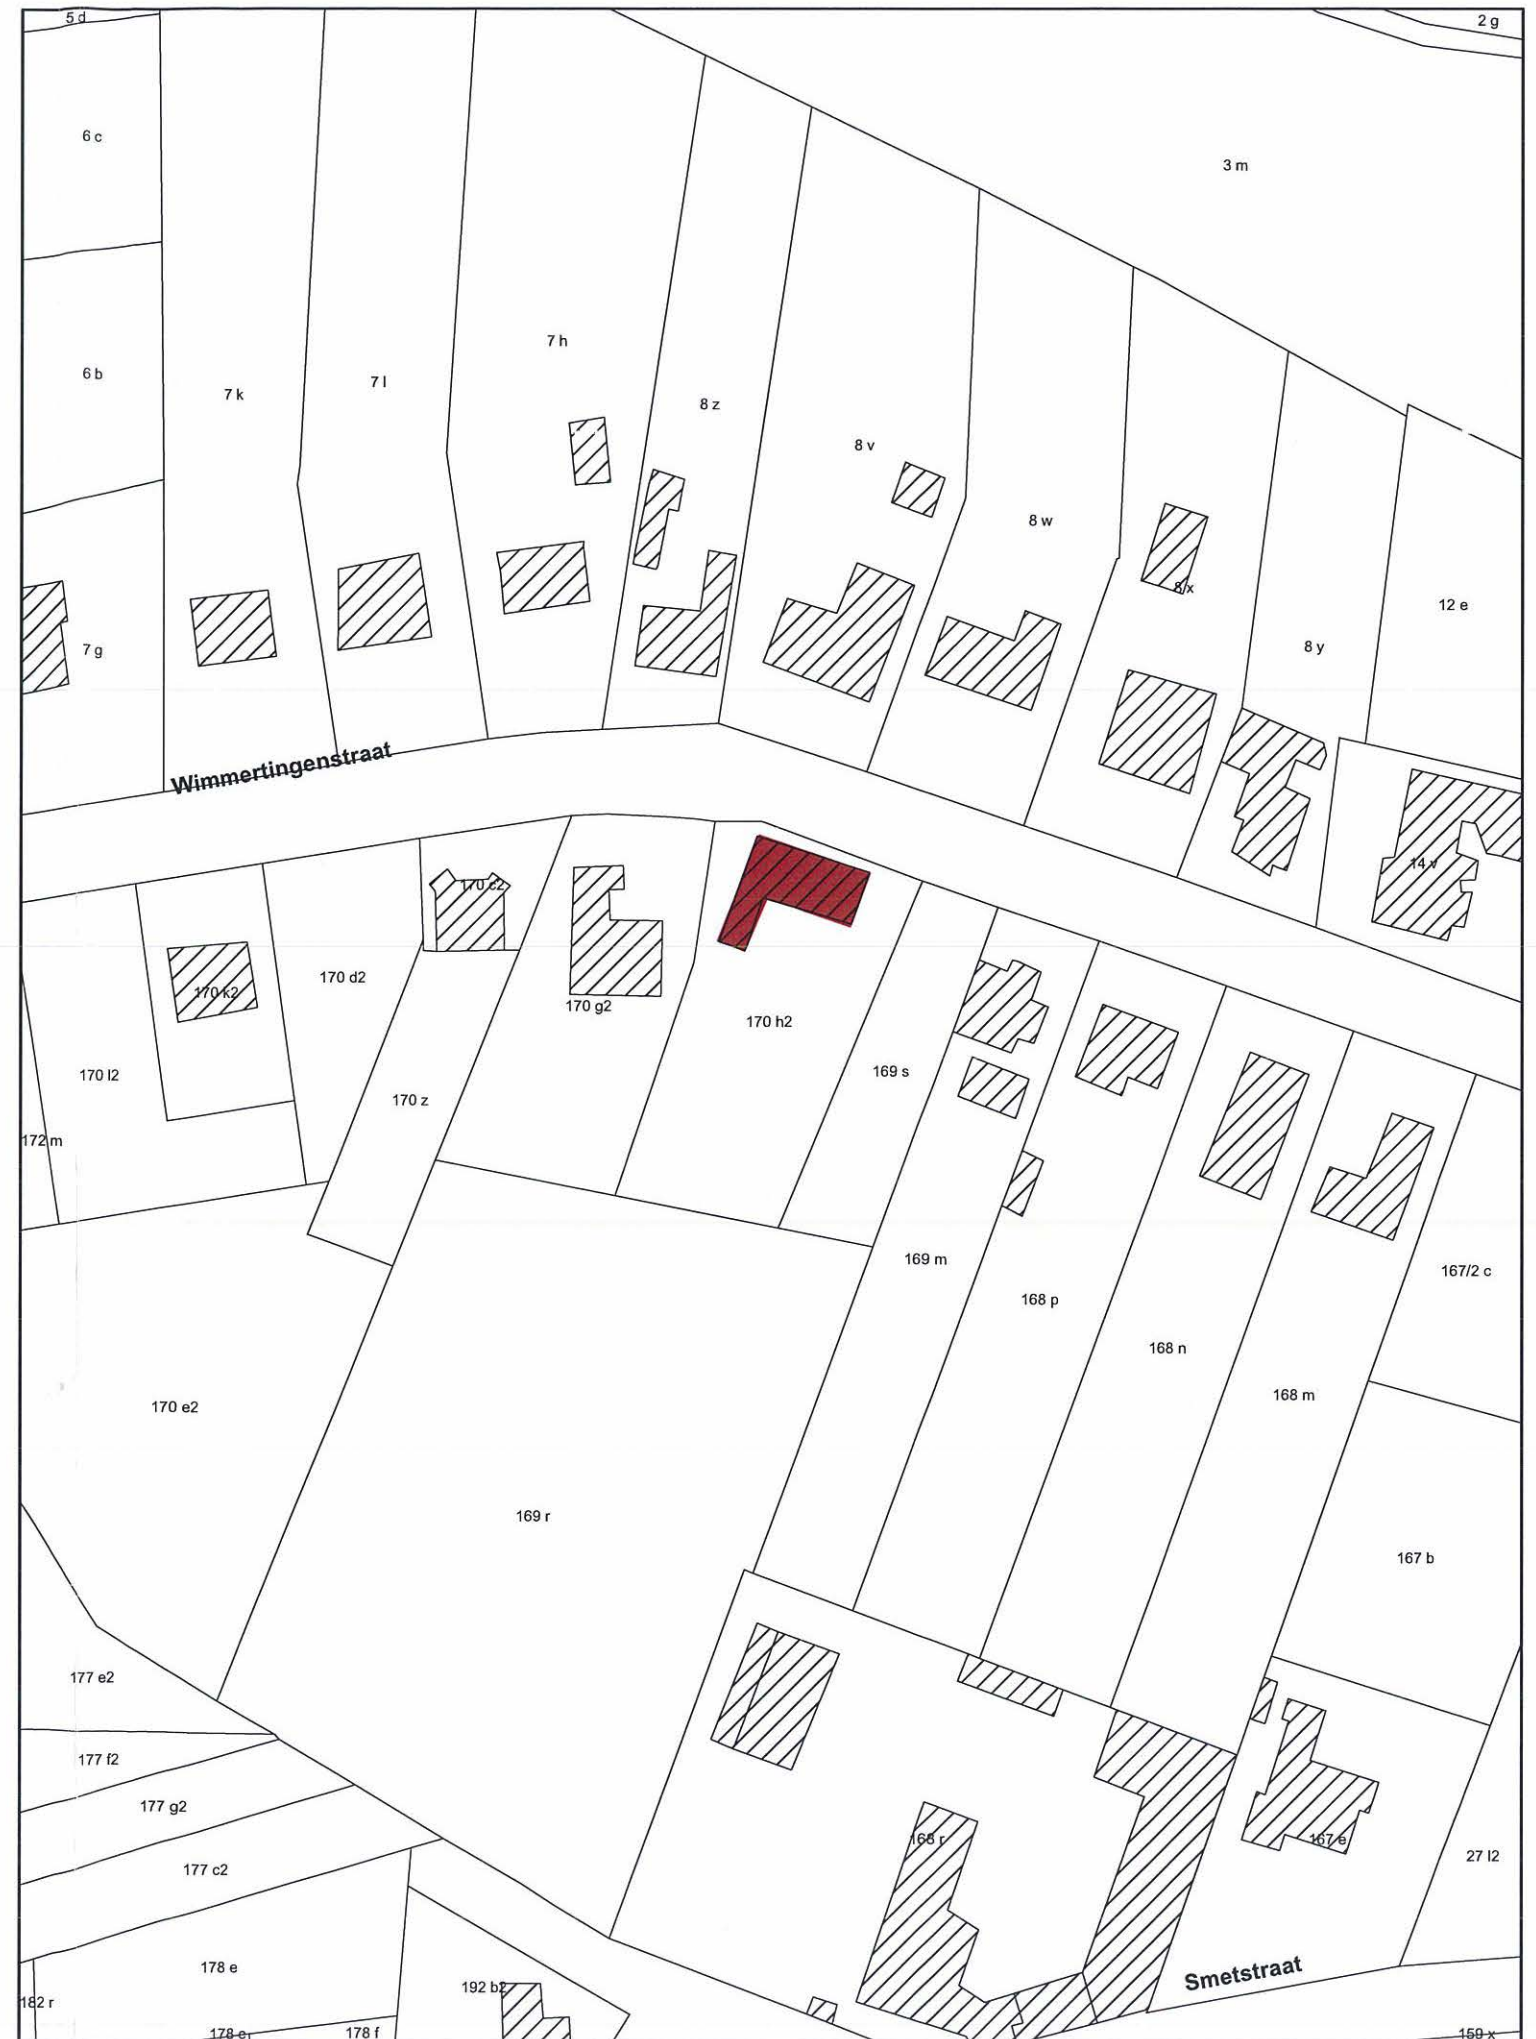 5 d
2 g
6 c
3 m
7 h
6 b
7 l
7 k
8 z
8 v
8 w
8 x
12 e
8 y
7 g
Wimmertingenstraat
14 v
170 c2
170 d2
170 k2
170 g2
170 h2
169 s
170 l2
170 z
172 m
169 m
167/2 c
168 p
168 n
168 m
170 e2
169 r
167 b
177 e2
177 f2
177 g2
168 r
167 e
27 l2
177 c2
178 e
Smetstraat
192 b2
182 r
178 f
159 x